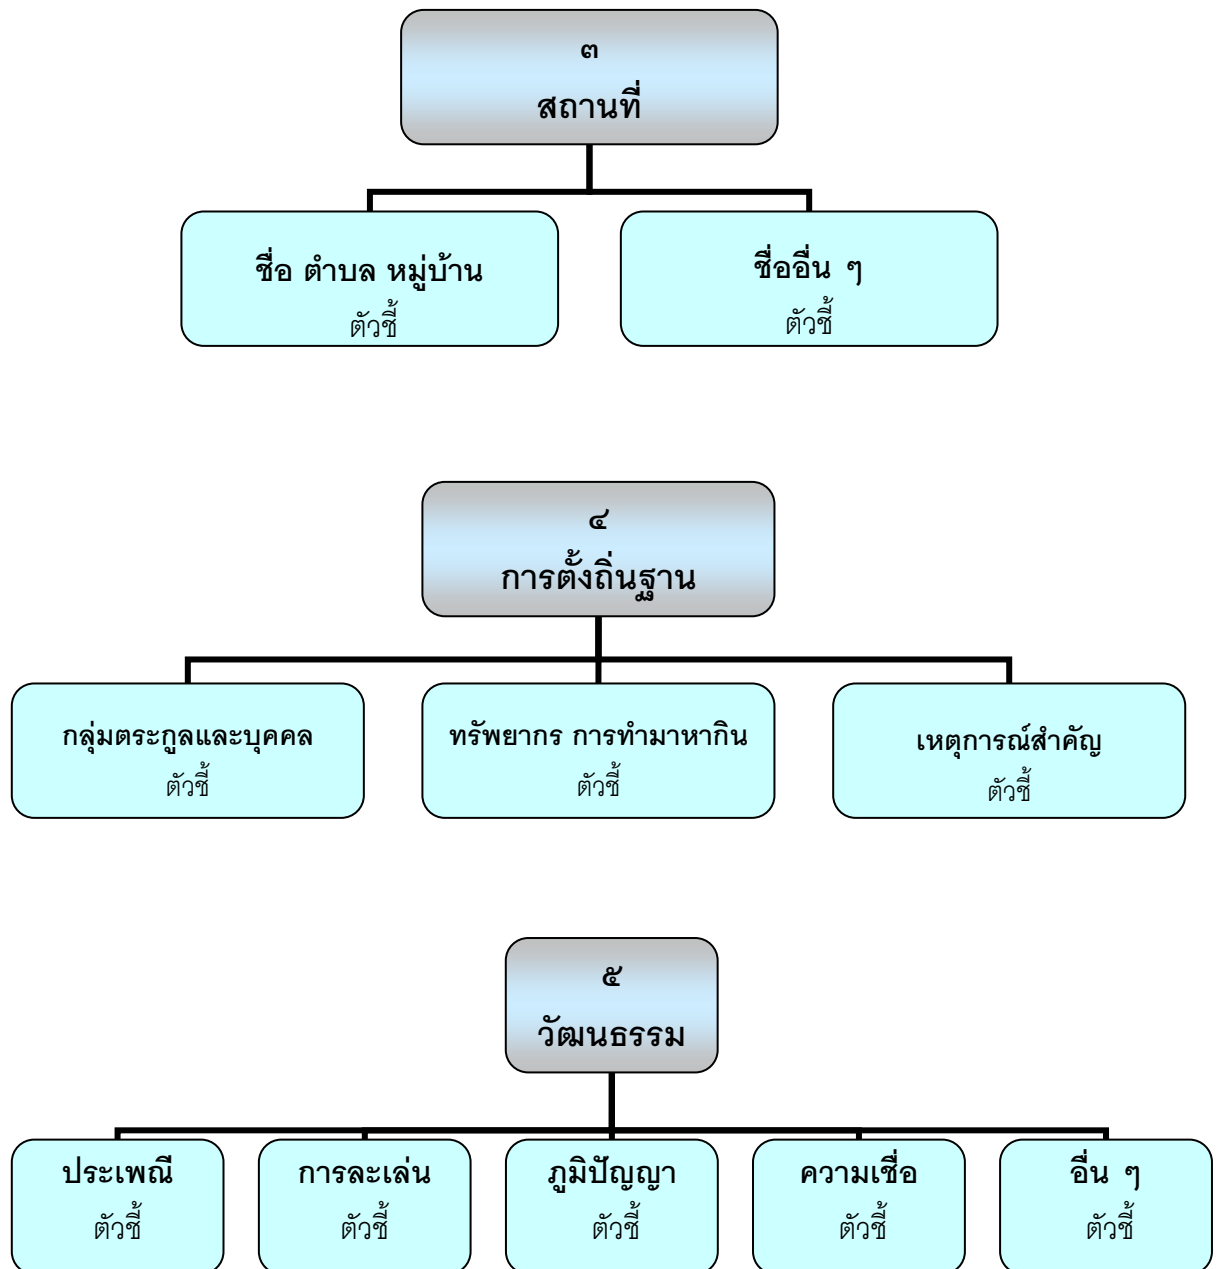 ๓
สถานที่
ชื่อ ตำบล หมู่บ้าน
ตัวชี้
ชื่ออื่น ๆ
ตัวชี้
๔
การตั้งถิ่นฐาน
กลุ่มตระกูลและบุคคล
ตัวชี้
ทรัพยากร การทำมาหากิน
ตัวชี้
เหตุการณ์สำคัญ
ตัวชี้
๕
วัฒนธรรม
ประเพณี
ตัวชี้
การละเล่น
ตัวชี้
ภูมิปัญญา
ตัวชี้
ความเชื่อ
ตัวชี้
อื่น ๆ
ตัวชี้